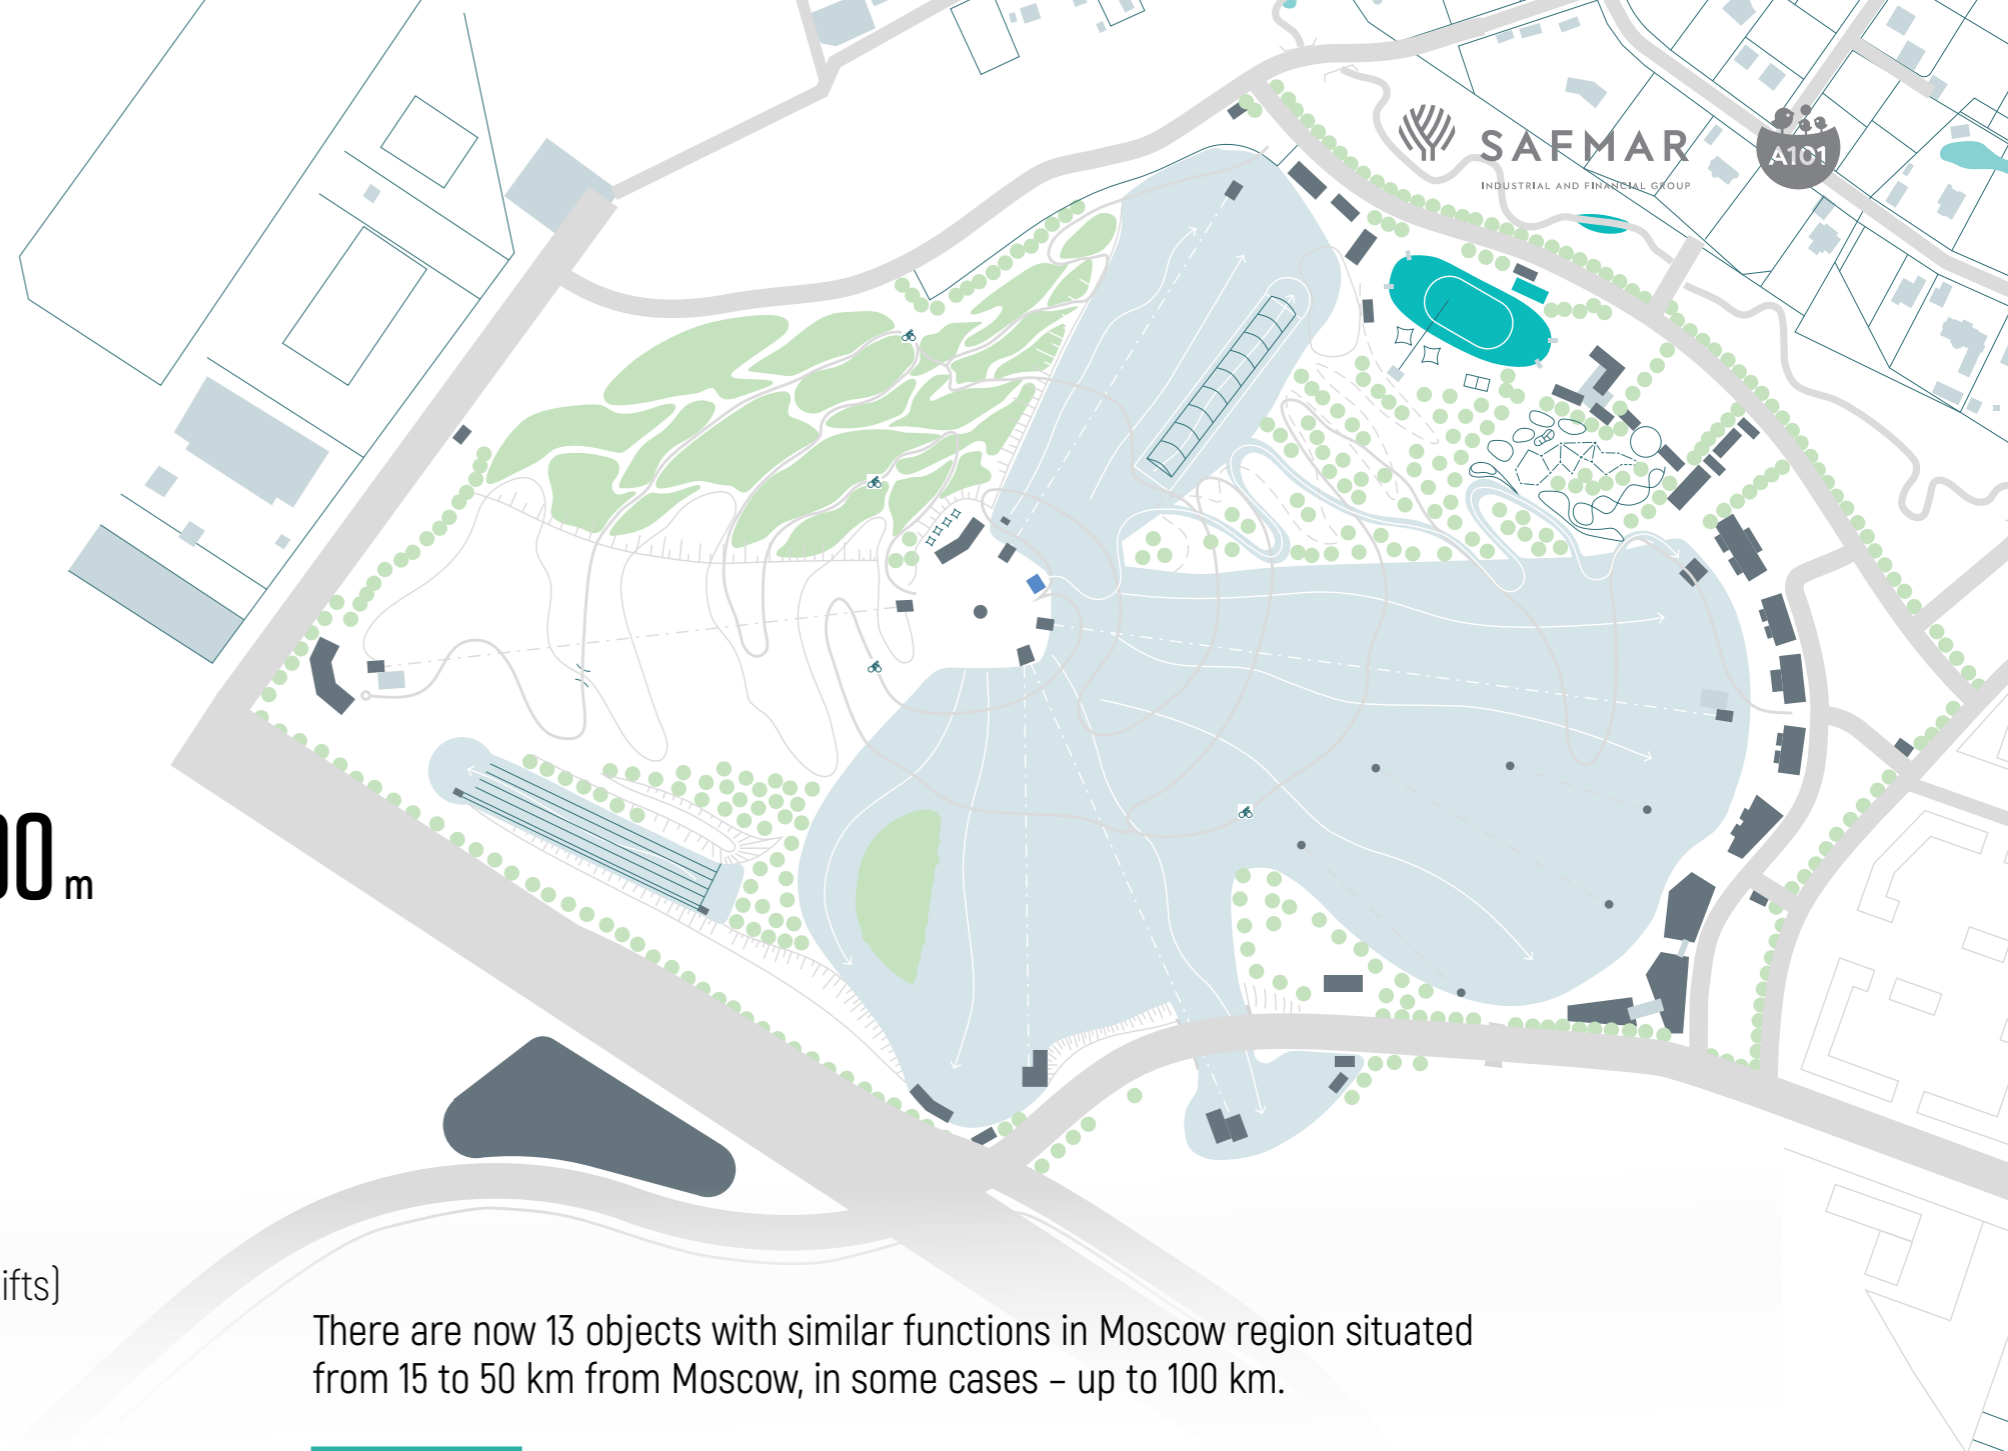 SAFMAR
INDUSTRIAL AND FINANCIAL GROUP
A101
00 m
ifts)
There are now 13 objects with similar functions in Moscow region situated
from 15 to 50 km from Moscow, in some cases – up to 100 km.